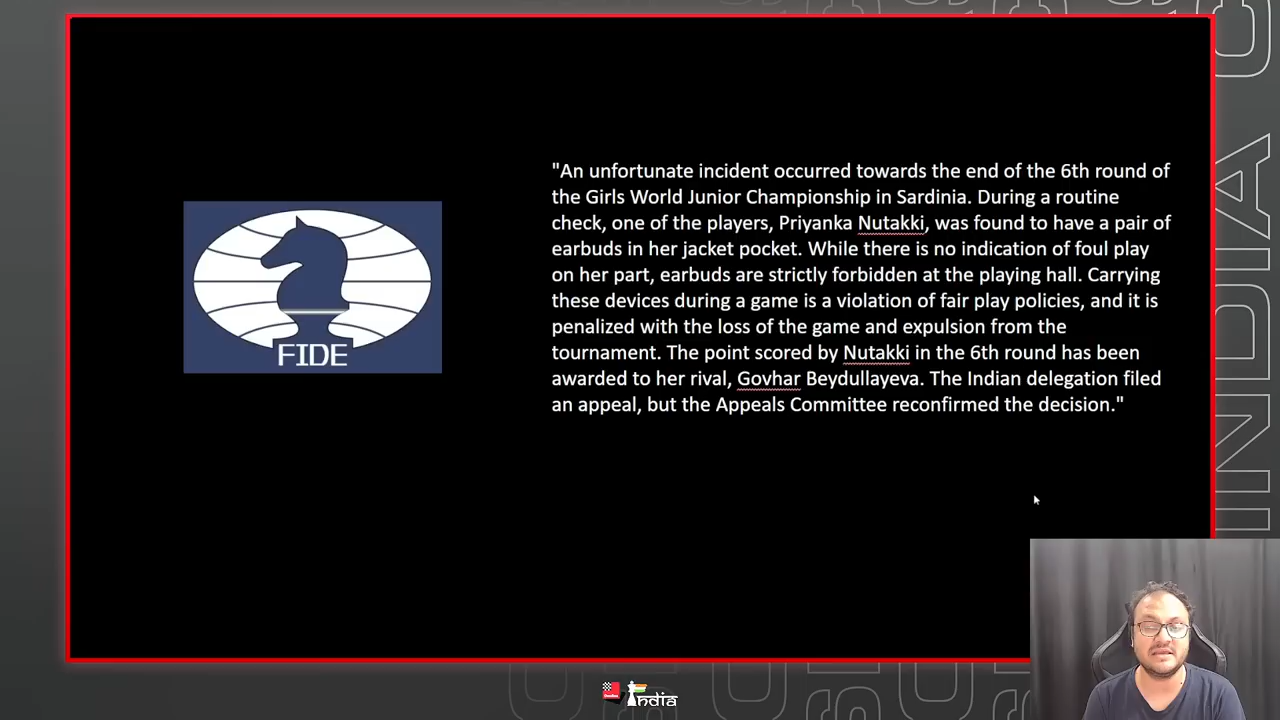 "An unfortunate incident occurred towards the end of the 6th round of
the Girls World Junior Championship in Sardinia. During a routine
check, one of the players, Priyanka Nutakki, was found to have a pair of
earbuds in her jacket pocket. While there is no indication of foul play
on her part, earbuds are strictly forbidden at the playing hall. Carrying
these devices during a game is a violation of fair play policies, and it is
penalized with the loss of the game and expulsion from the
tournament. The point scored by Nutakki in the 6th round has been
awarded to her rival, Govhar Beydullayeva. The Indian delegation filed
an appeal, but the Appeals Committee reconfirmed the decision."
FIDE
INDIA
India